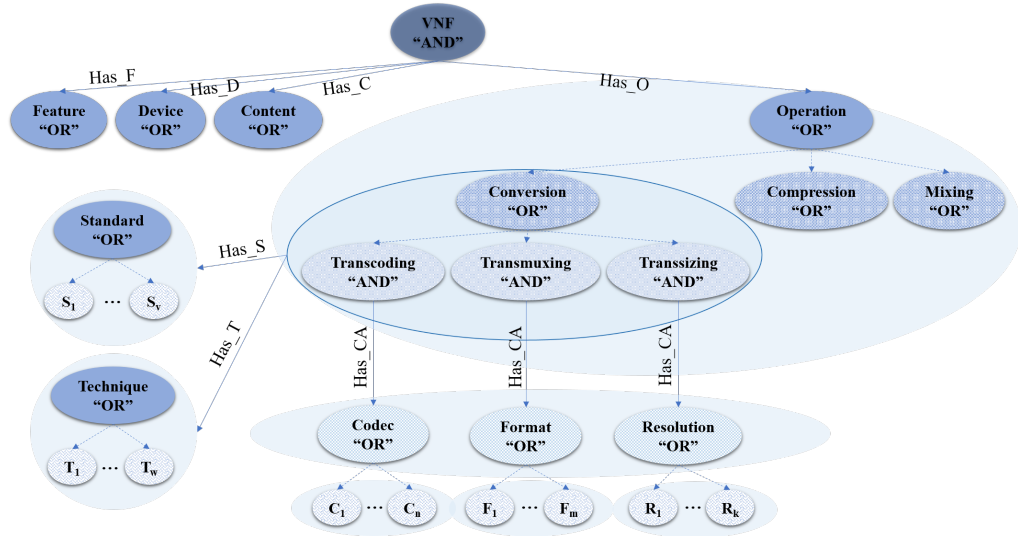 VNF
“AND”
Has_F
Has_D
Has_C
Has_O
Feature
“OR”
Device
“OR”
Content
“OR”
Operation
“OR”
Conversion
“OR”
Compression
“OR”
Mixing
“OR”
Standard
“OR”
Has_S
Transcoding
“AND”
Transmuxing
“AND”
Transsizing
“AND”
S1 ... Sv
Has_T
Has_CA
Has_CA
Has_CA
Technique
“OR”
Codec
“OR”
Format
“OR”
Resolution
“OR”
T1 ... Tw
C1 ... Cn
F1 ... Fm
R1 ... Rk